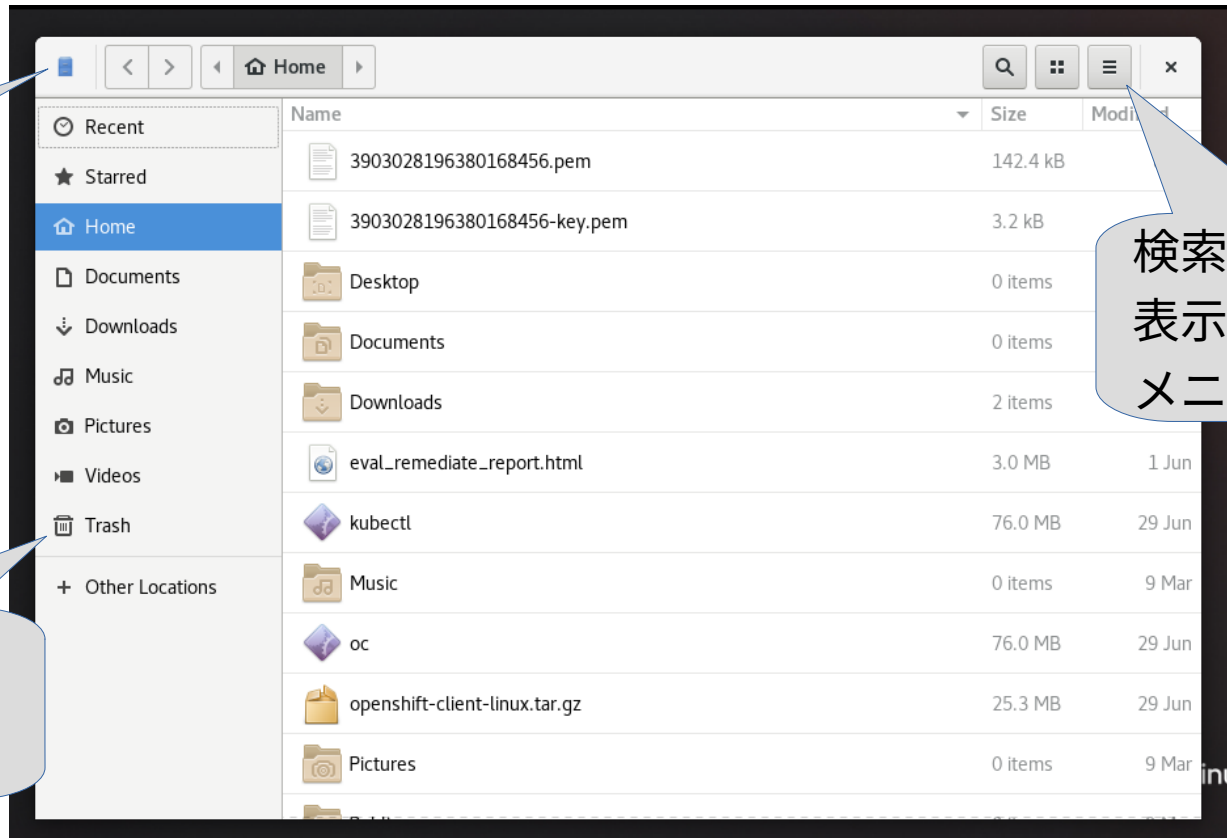 Home
Recent
Starred
Home
Documents
Downloads
Music
Pictures
Videos
Trash
+ Other Locations
Name Size
3903028196380168456.pem 142.4 kB
3903028196380168456-key.pem 3.2 kB
Desktop 0 items
Documents 0 items
Downloads 2 items
eval_remediate_report.html 3.0 MB 1 Jun
kubectl 76.0 MB 29 Jun
Music 0 items 9 Mar
oc 76.0 MB 29 Jun
openshift-client-linux.tar.gz 25.3 MB 29 Jun
Pictures 0 items 9 Mar
検索
表示
メニ